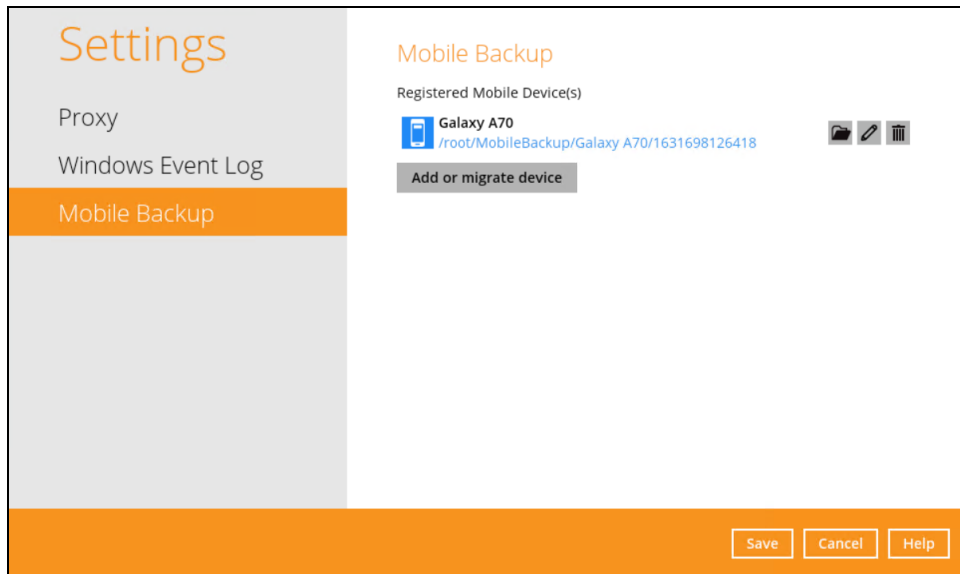 Settings
Proxy
Windows Event Log
Mobile Backup
Mobile Backup
Registered Mobile Device(s)
Galaxy A70
/root/MobileBackup/Galaxy A70/1631698126418
Add or migrate device
Save
Cancel
Help